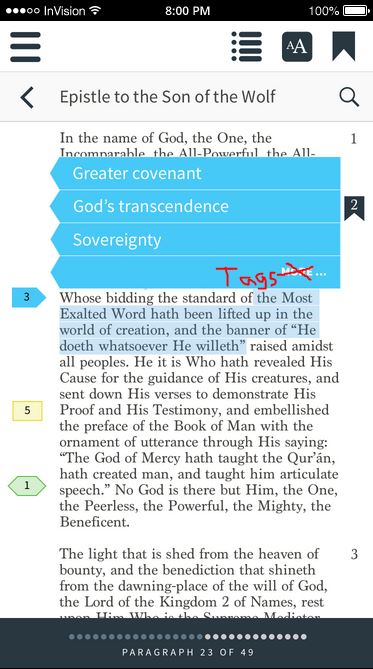 InVision 8:00 PM 100%
AA
Epistle to the Son of the Wolf
In the name of God, the One, the 1
Incomparable, the All-Powerful, the All-
Greater covenant
God's transcendence 2
Sovereignty
Tags ...
3 Whose bidding the standard of the Most
Exalted Word hath been lifted up in the
world of creation, and the banner of “He
doeth whatsoever He willeth” raised amidst
all peoples. He it is Who hath revealed His
Cause for the guidance of His creatures, and
sent down His verses to demonstrate His
5 Proof and His Testimony, and embellished
the preface of the Book of Man with the
ornament of utterance through His saying:
“The God of Mercy hath taught the Qur’án,
hath created man, and taught him articulate
1 speech.” No God is there but Him, the One,
the Peerless, the Powerful, the Mighty, the
Beneficent.
The light that is shed from the heaven of 3
bounty, and the benediction that shineth
from the dawning-place of the will of God,
the Lord of the Kingdom 2 of Names, rest
upon Him Who is the Supreme Mediator
PARAGRAPH 23 OF 49